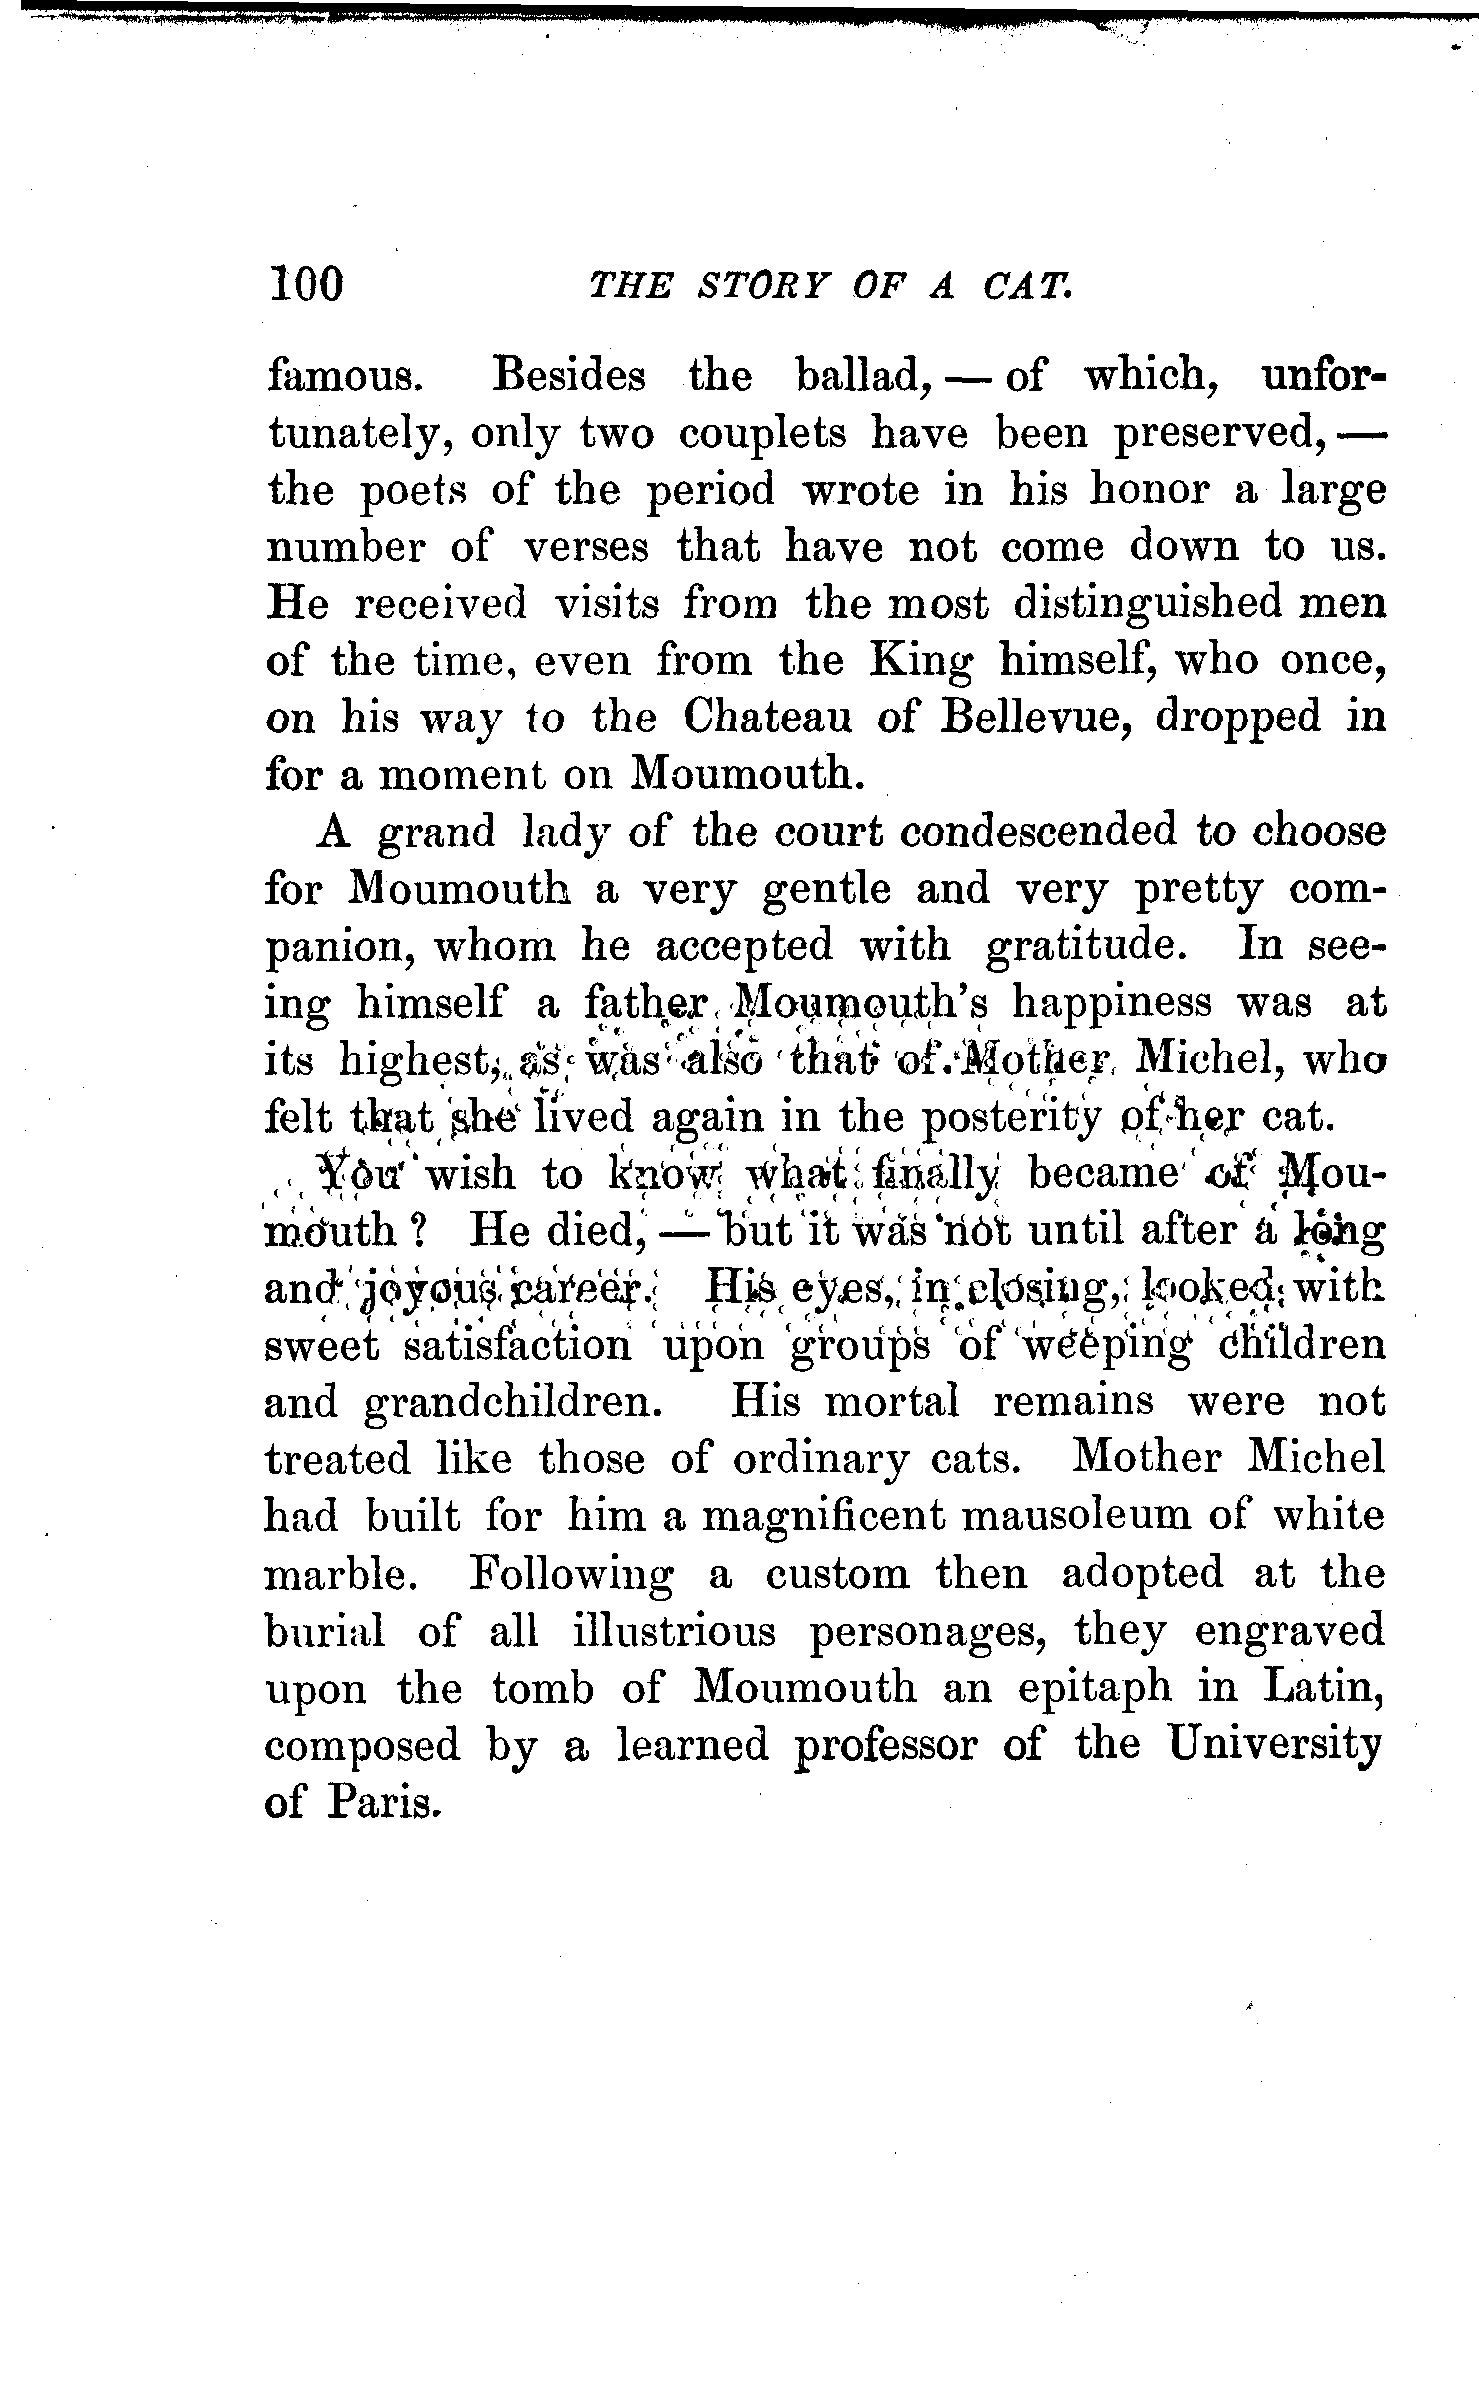 100 THE STORY OF A CAT.
famous. Besides the ballad, — of which, unfor-
tunately, only two couplets have been preserved, —
the poets of the period wrote in his honor a large
number of verses that have not come down to us.
He received visits from the most distinguished men
of the time, even from the King himself, who once,
on his way to the Chateau of Bellevue, dropped in
for a moment on Moumouth.
A grand lady of the court condescended to choose
for Moumouth a very gentle and very pretty com-
panion, whom he accepted with gratitude. In see-
ing himself a father Moumouth's happiness was at
its highest, as was also that of Mother Michel, who
felt that she lived again in the posterity of her cat.
You wish to know what finally became of Mou-
mouth? He died, — but it was not until after a long
and joyous career. His eyes, in closing, looked with
sweet satisfaction upon groups of weeping children
and grandchildren. His mortal remains were not
treated like those of ordinary cats. Mother Michel
had built for him a magnificent mausoleum of white
marble. Following a custom then adopted at the
burial of all illustrious personages, they engraved
upon the tomb of Moumouth an epitaph in Latin,
composed by a learned professor of the University
of Paris.